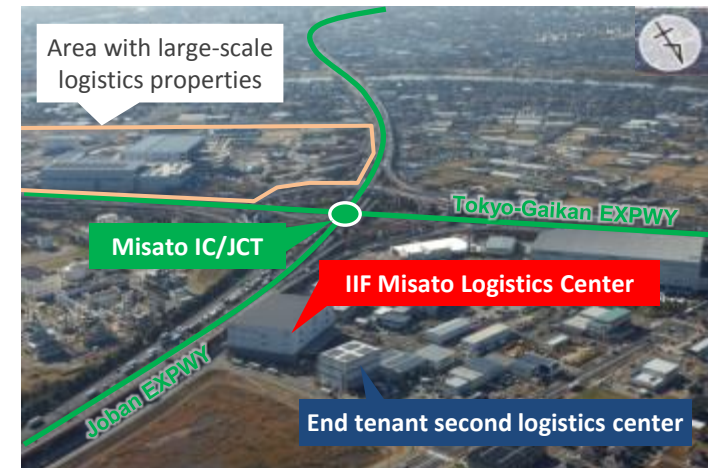 Area with large-scale
logistics properties
Tokyo-Gaikan EXPWY
Misato IC/JCT
IIF Misato Logistics Center
Joban EXPWY
End tenant second logistics center